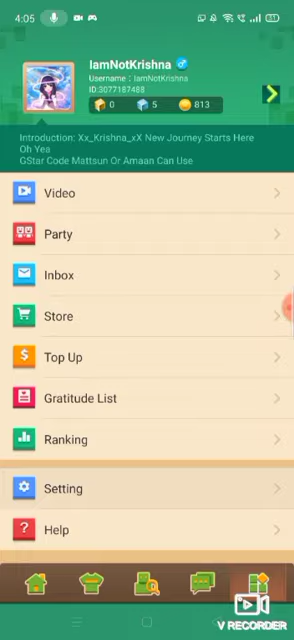 4:05
IamNotKrishna
Username : IamNotKrishna
ID:3077187488
0 5 813
Introduction: Xx_Krishna_xX New Journey Starts Here
Oh Yea
GStar Code Mattsun Or Amaan Can Use
Video
Party
Inbox
Store
Top Up
Gratitude List
Ranking
Setting
Help
V RECORDER